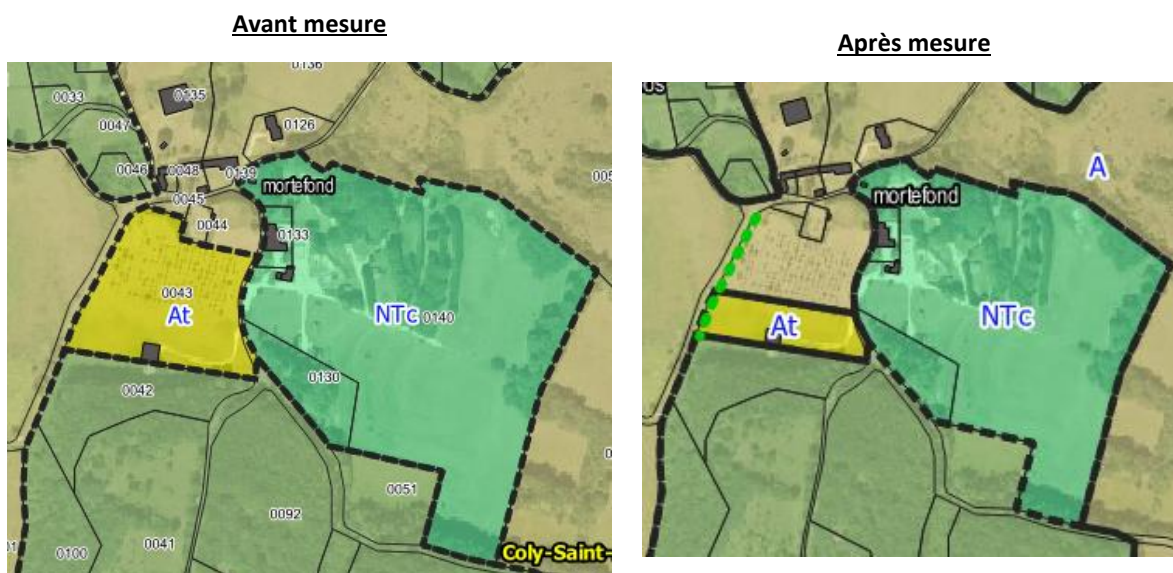 Avant mesure
Après mesure
0136
0033
0135
0047
0126
0046
0048
0139
mortefond
0045
0044
0133
0043
At
NTc
0140
0130
0042
0051
0092
0041
0100
Coly-Saint-
A
mortefond
NTc
At